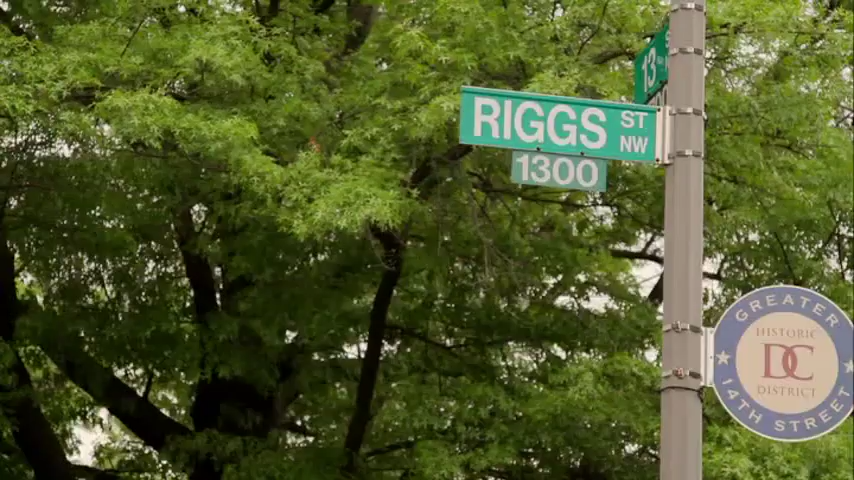 13
RIGGS ST NW
1300
GREATER
HISTORIC
DC
DISTRICT
14TH STREET